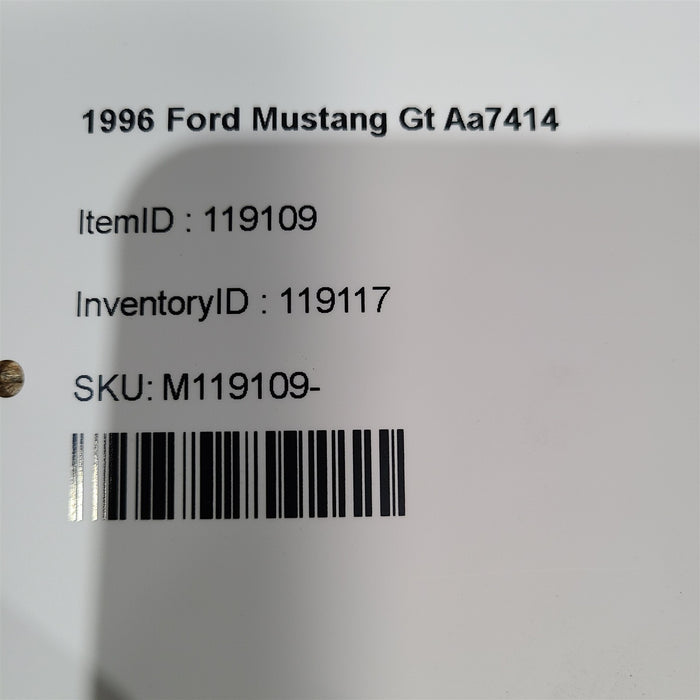 1996 Ford Mustang Gt Aa7414
ItemID : 119109
InventoryID : 119117
SKU: M119109-